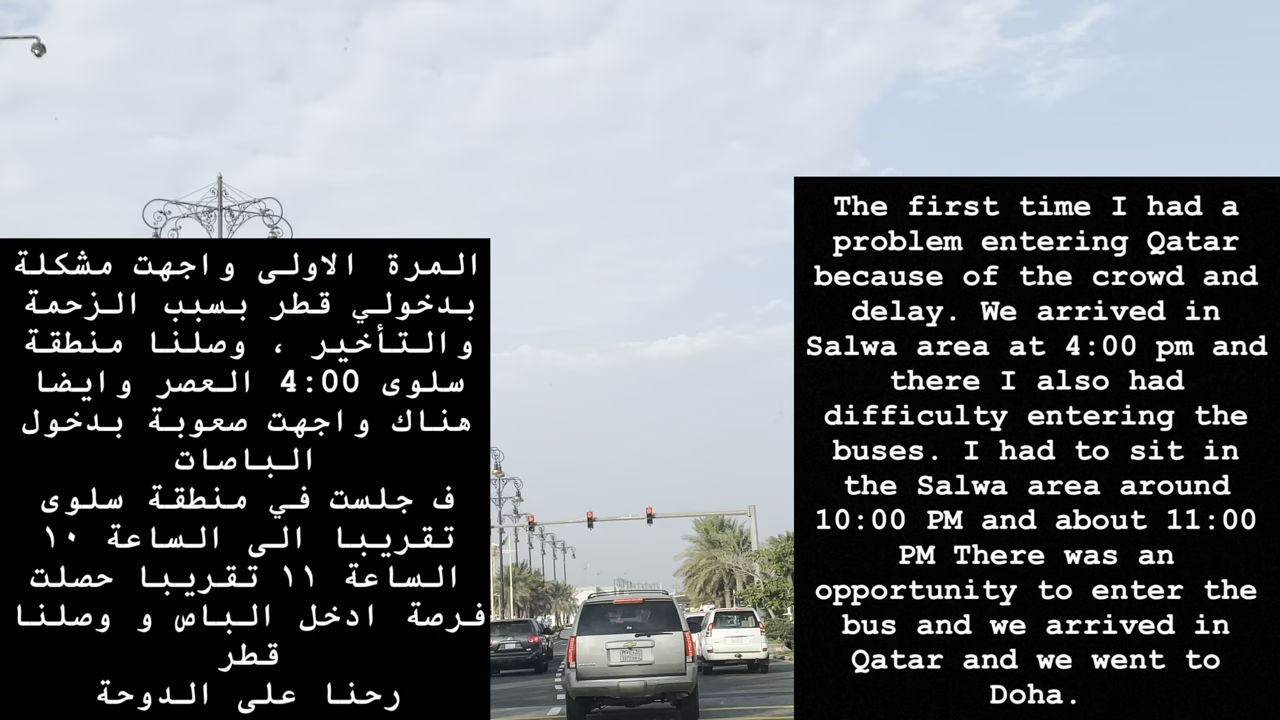 المرة الاولى واجهت مشكلة
بدخولي قطر بسبب الزحمة
والتأخير ، وصلنا منطقة
سلوى 4:00 العصر وايضا
هناك واجهت صعوبة بدخول
الباصات
ف جلست في منطقة سلوى
تقريبا الى الساعة ١٠
الساعة ١١ تقريبا حصلت
فرصة ادخل الباص و وصلنا
قطر
رحنا على الدوحة
The first time I had a
problem entering Qatar
because of the crowd and
delay. We arrived in
Salwa area at 4:00 pm and
there I also had
difficulty entering the
buses. I had to sit in
the Salwa area around
10:00 PM and about 11:00
PM There was an
opportunity to enter the
bus and we arrived in
Qatar and we went to
Doha.